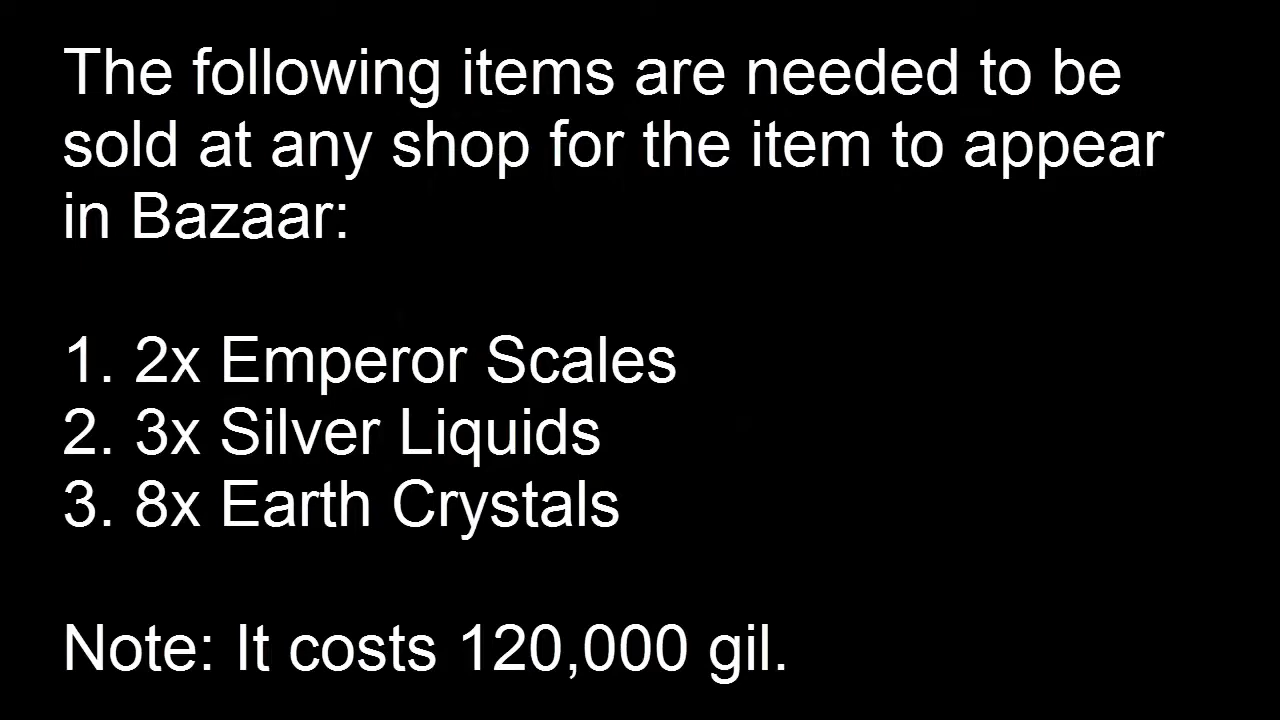 The following items are needed to be
sold at any shop for the item to appear
in Bazaar:
1. 2x Emperor Scales
2. 3x Silver Liquids
3. 8x Earth Crystals
Note: It costs 120,000 gil.